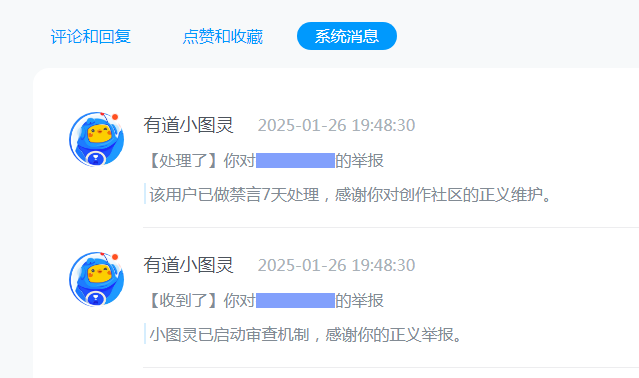 评论和回复 点赞和收藏 系统消息
有道小图灵 2025-01-26 19:48:30
【处理了】你对 的举报
该用户已做禁言7天处理，感谢你对创作社区的正义维护。
有道小图灵 2025-01-26 19:48:30
【收到了】你对 的举报
小图灵已启动审查机制，感谢你的正义举报。